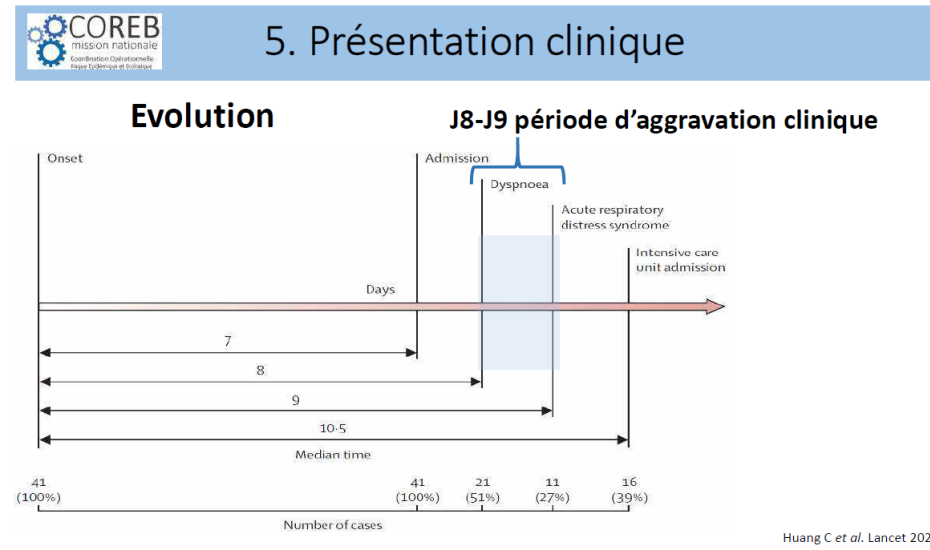 COREB
mission nationale
Coordination Opérationnelle
Risque Epidémique et Biologique
5. Présentation clinique
Evolution
J8-J9 période d’aggravation clinique
Onset
Admission
Dyspnoea
Acute respiratory
distress syndrome
Intensive care
unit admission
Days
7
8
9
10·5
Median time
41 41 21 11 16
(100%) (100%) (51%) (27%) (39%)
Number of cases
Huang C et al. Lancet 202